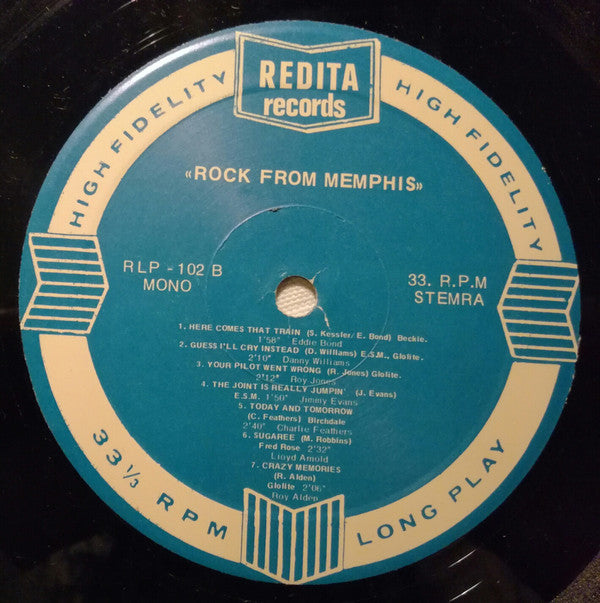 REDITA
records
HIGH FIDELITY
HIGH FIDELITY
«ROCK FROM MEMPHIS»
RLP - 102 B
MONO
33. R.P.M
STEMRA
1. HERE COMES THAT TRAIN (S. Kessler/E. Bond) Beckie.
1'58" Eddie Bond
2. GUESS I'LL CRY INSTEAD (D. Williams) E.S.M., Glolite.
2'10" Danny Williams
3. YOUR PILOT WENT WRONG (R. Jones) Glolite.
2'12" Roy Jones
4. THE JOINT IS REALLY JUMPIN' (J. Evans)
E.S.M. 1'50" Jimmy Evans
5. TODAY AND TOMORROW
(C. Feathers) Birchdale
2'40" Charlie Feathers
6. SUGAREE (M. Robbins)
Fred Rose 2'32"
Lloyd Arnold
7. CRAZY MEMORIES
(R. Alden)
Glolite 2'06"
Roy Alden
33 1/3 RPM
LONG PLAY